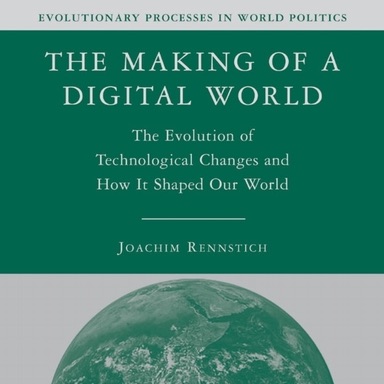 EVOLUTIONARY PROCESSES IN WORLD POLITICS
THE MAKING OF A
DIGITAL WORLD
The Evolution of
Technological Changes and
How It Shaped Our World
JOACHIM RENNSTICH